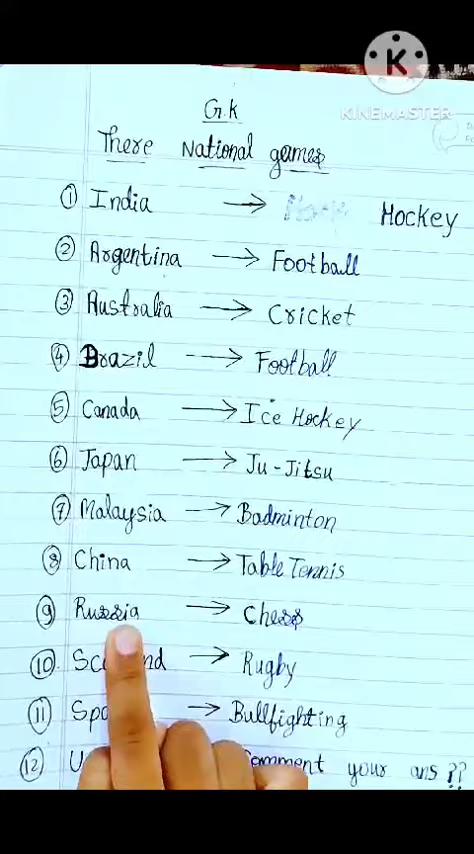 K
KINEMASTER
G.K
There National games
① India → Hockey
② Argentina → Football
③ Australia → Cricket
④ Brazil → Football
⑤ Canada → Ice Hockey
⑥ Japan → Ju-Jitsu
⑦ Malaysia → Badminton
⑧ China → Table Tennis
⑨ Russia → Chess
⑩ → Rugby
⑪ → Bullfighting
⑫ Comment your ans??